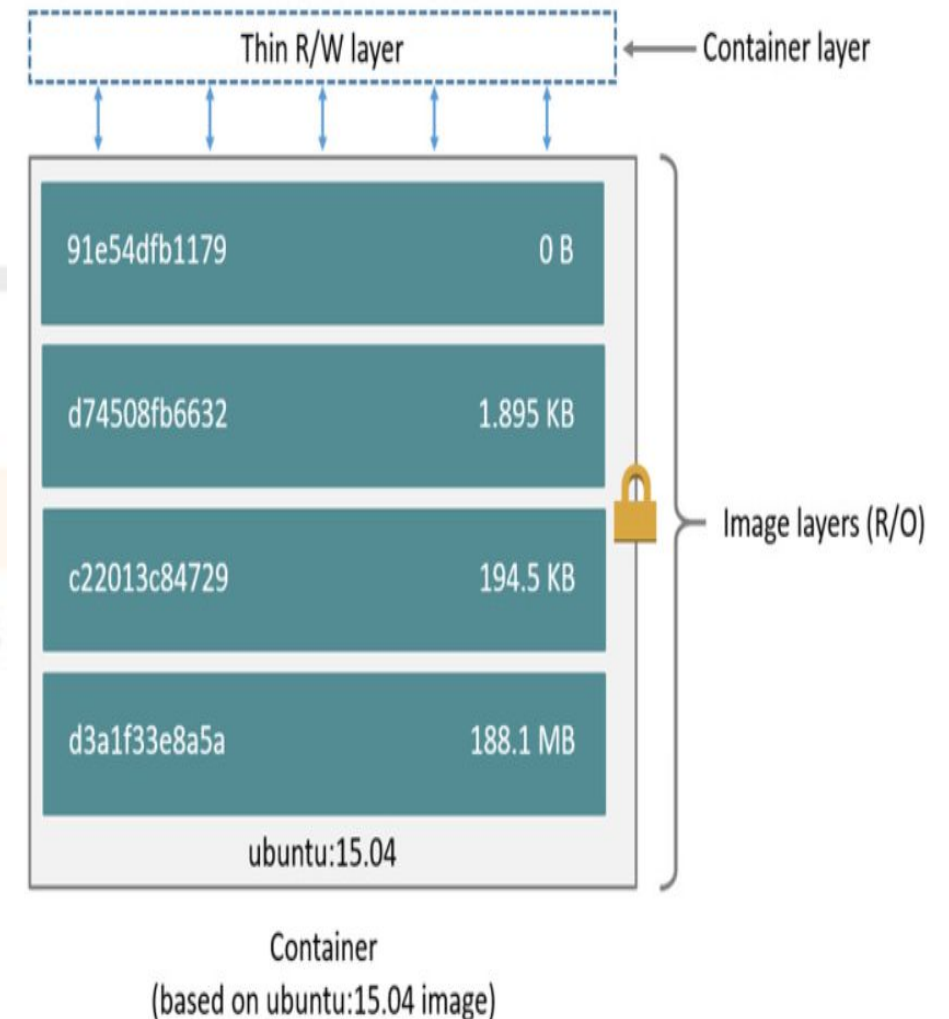 Thin R/W layer
Container layer
91e54dfb1179 0 B
d74508fb6632 1.895 KB
c22013c84729 194.5 KB
d3a1f33e8a5a 188.1 MB
Image layers (R/O)
ubuntu:15.04
Container
(based on ubuntu:15.04 image)